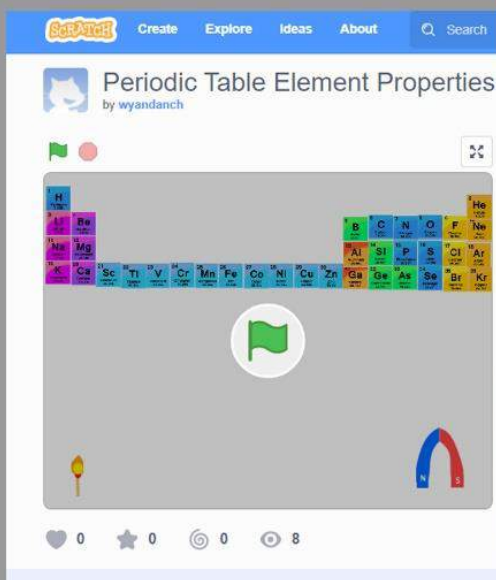 SCRATCH Create Explore Ideas About Search
Periodic Table Element Properties
by wyandanch
H He
Li Be B C N O F Ne
Na Mg Al Si P S Cl Ar
K Ca Sc Ti V Cr Mn Fe Co Ni Cu Zn Ga Ge As Se Br Kr
N S
0 0 0 8